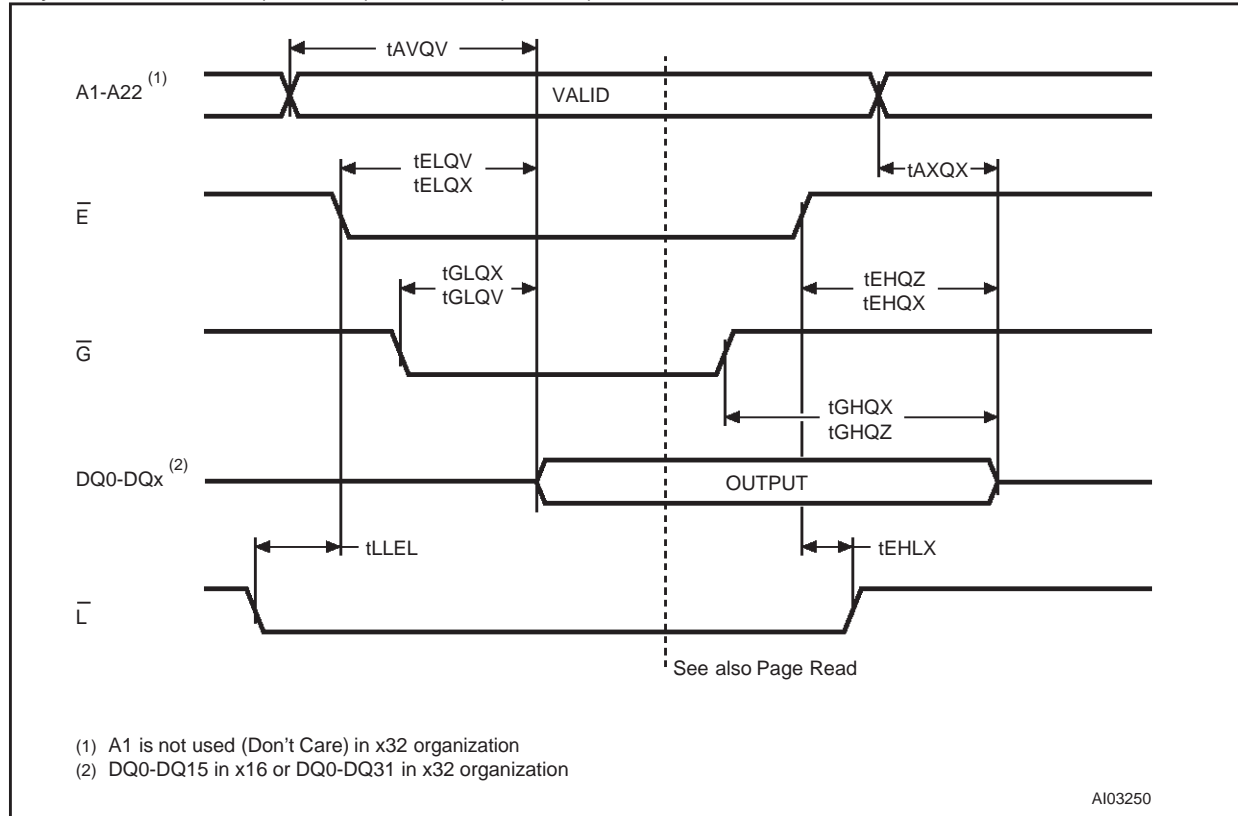 tAVQV
A1-A22 (1)
VALID
tELQV
tELQX
tAXQX
E̅
tGLQX
tGLQV
tEHQZ
tEHQX
G̅
tGHQX
tGHQZ
DQ0-DQx (2)
OUTPUT
tLLEL
tEHLX
L̅
See also Page Read
(1) A1 is not used (Don't Care) in x32 organization
(2) DQ0-DQ15 in x16 or DQ0-DQ31 in x32 organization
AI03250